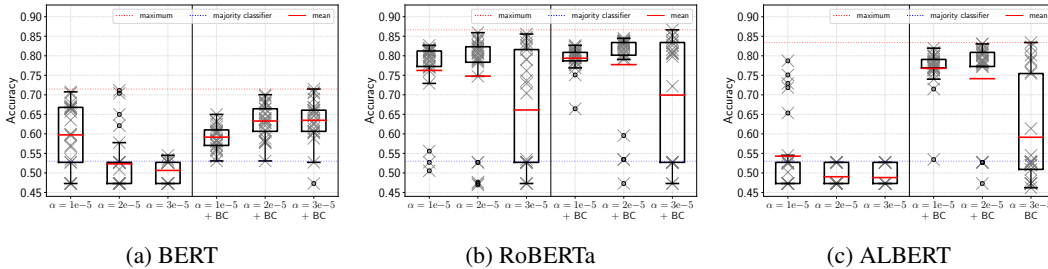 maximum majority classifier mean
Accuracy
0.90
0.85
0.80
0.75
0.70
0.65
0.60
0.55
0.50
0.45
α = 1e-5 α = 2e-5 α = 3e-5 α = 1e-5 α = 2e-5 α = 3e-5
+ BC + BC + BC
(a) BERT
maximum majority classifier mean
Accuracy
0.90
0.85
0.80
0.75
0.70
0.65
0.60
0.55
0.50
0.45
α = 1e-5 α = 2e-5 α = 3e-5 α = 1e-5 α = 2e-5 α = 3e-5
+ BC + BC + BC
(b) RoBERTa
maximum majority classifier mean
Accuracy
0.90
0.85
0.80
0.75
0.70
0.65
0.60
0.55
0.50
0.45
α = 1e-5 α = 2e-5 α = 3e-5 α = 1e-5 α = 2e-5 α = 3e-5
+ BC + BC BC
(c) ALBERT